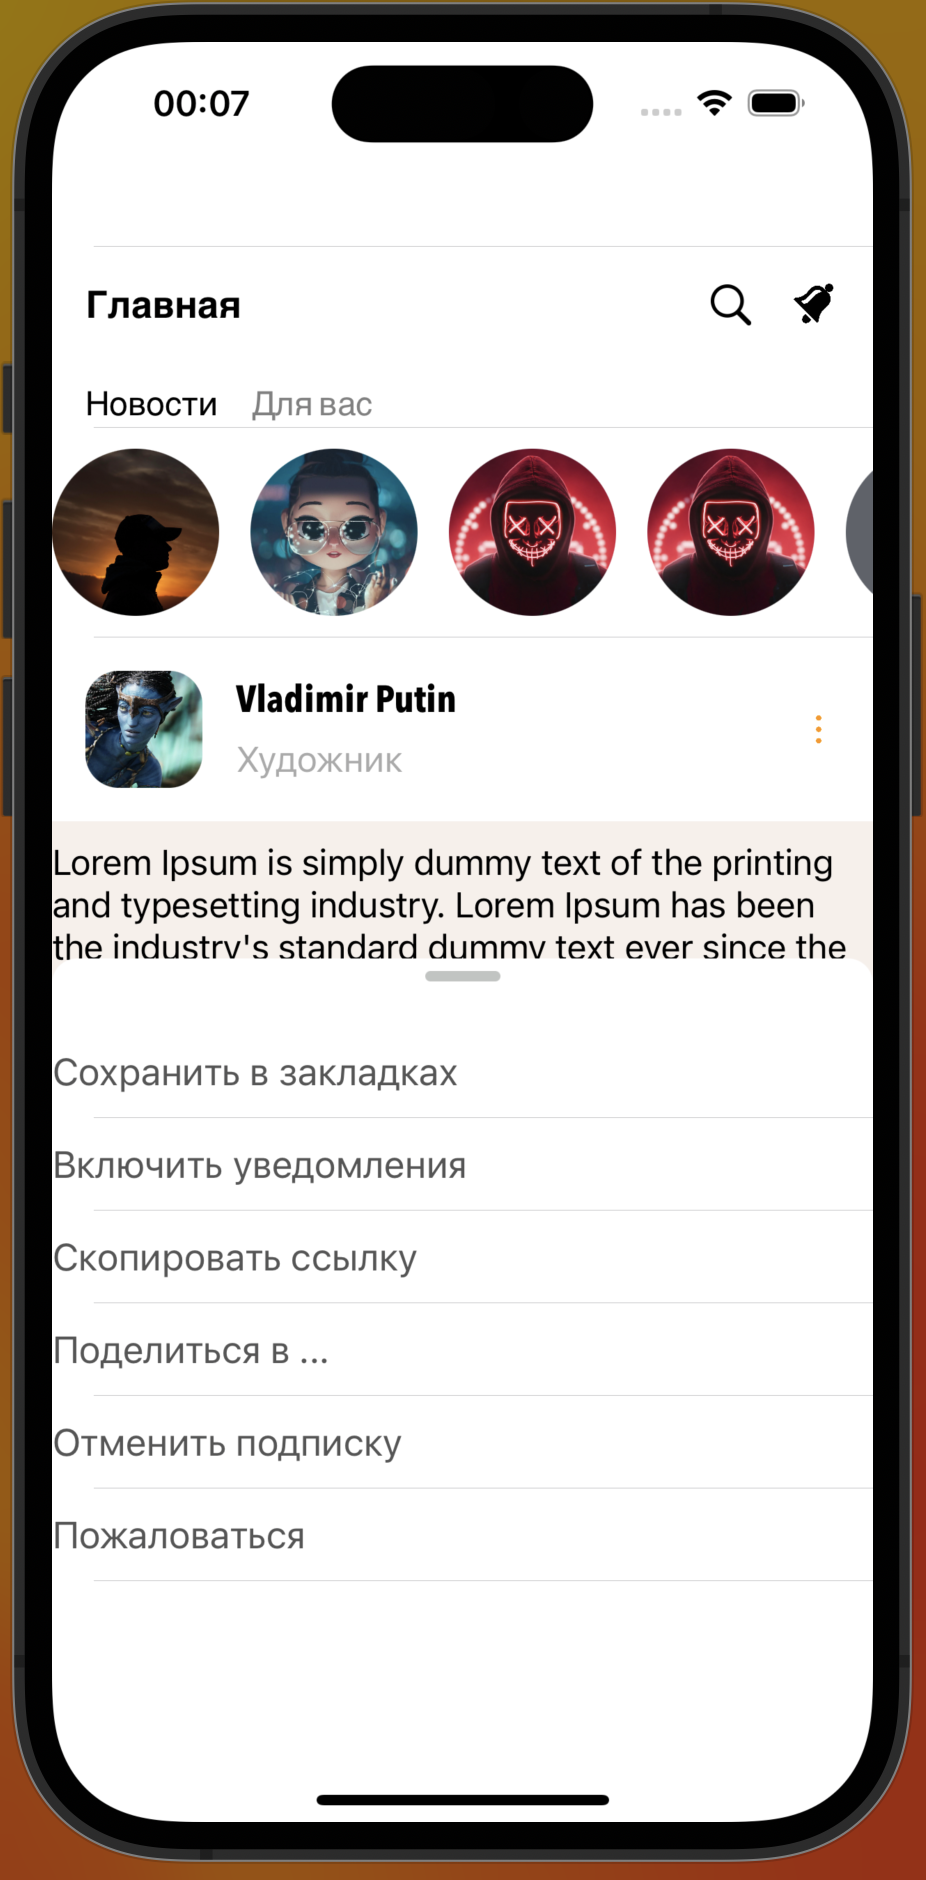 00:07
Главная
Новости Для вас
Vladimir Putin
Художник
Lorem Ipsum is simply dummy text of the printing
and typesetting industry. Lorem Ipsum has been
the industry's standard dummy text ever since the
Сохранить в закладках
Включить уведомления
Скопировать ссылку
Поделиться в ...
Отменить подписку
Пожаловаться